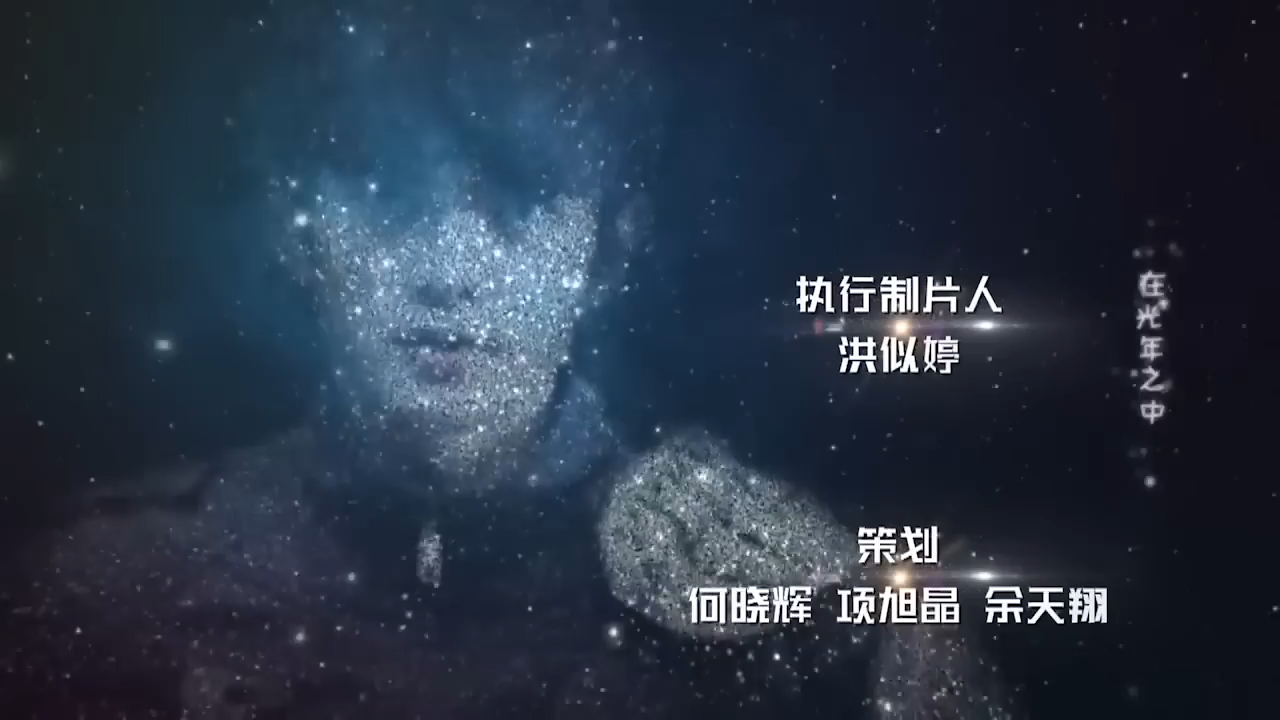 执行制片人
洪似婷
在光年之中
策划
何晓辉 项旭晶 余天翔